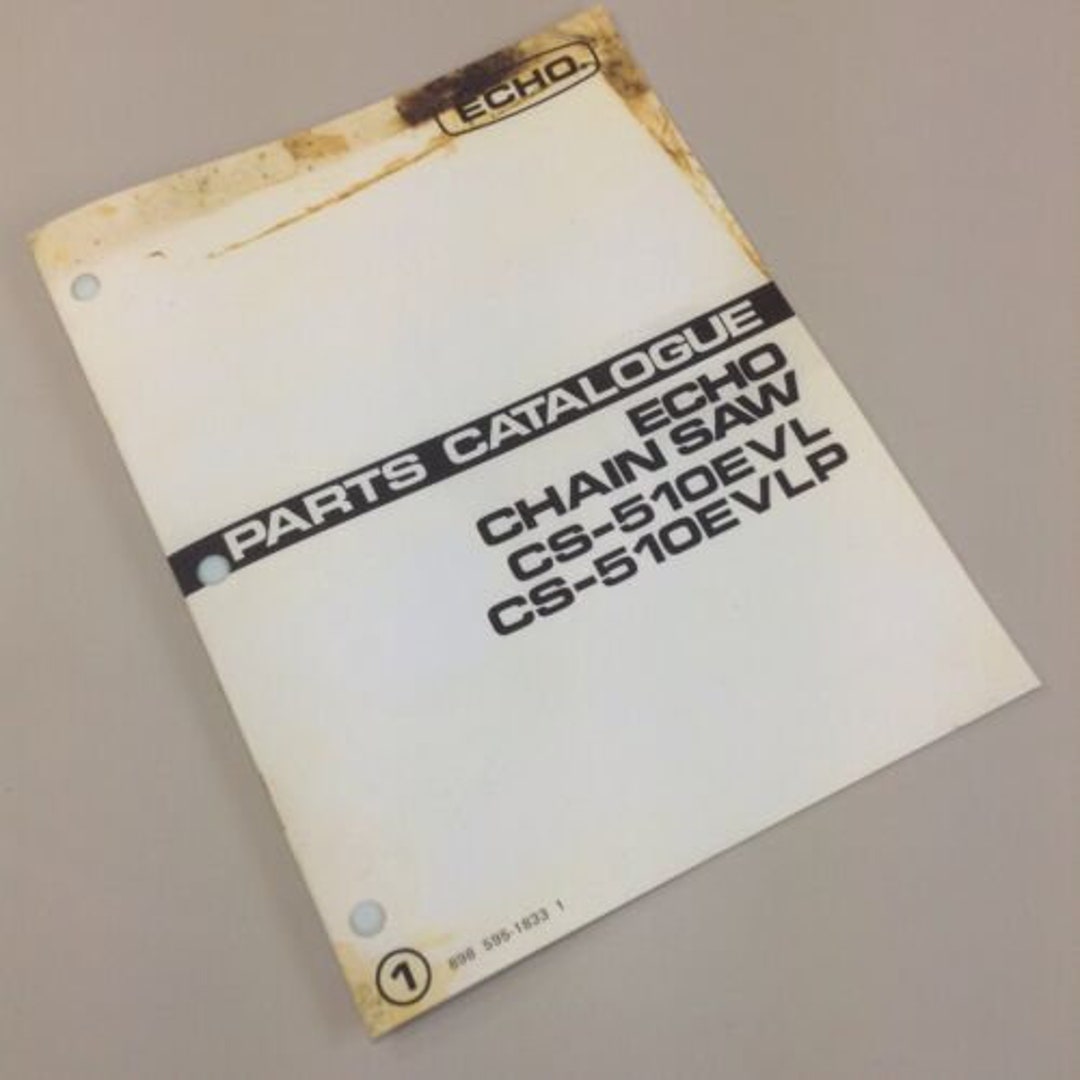 ECHO.
PARTS CATALOGUE
ECHO
CHAIN SAW
CS-510EVL
CS-510EVLP
1 898 595-1833 1